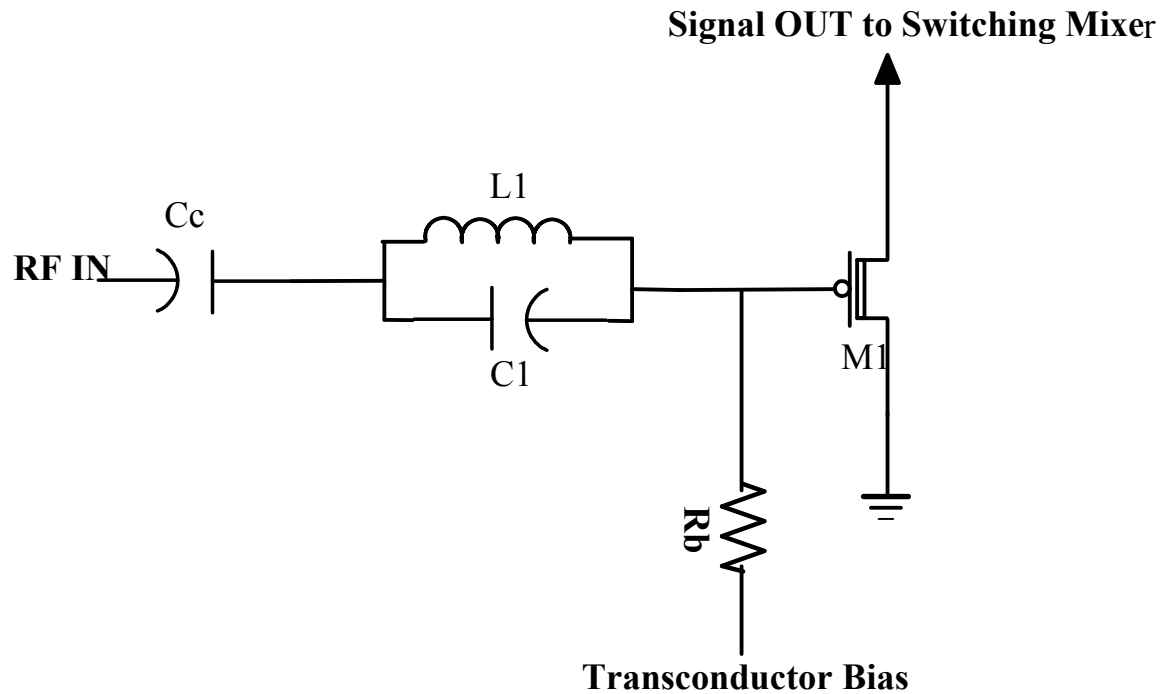 Signal OUT to Switching Mixer
L1
Cc
RF IN
C1
M1
Rb
Transconductor Bias